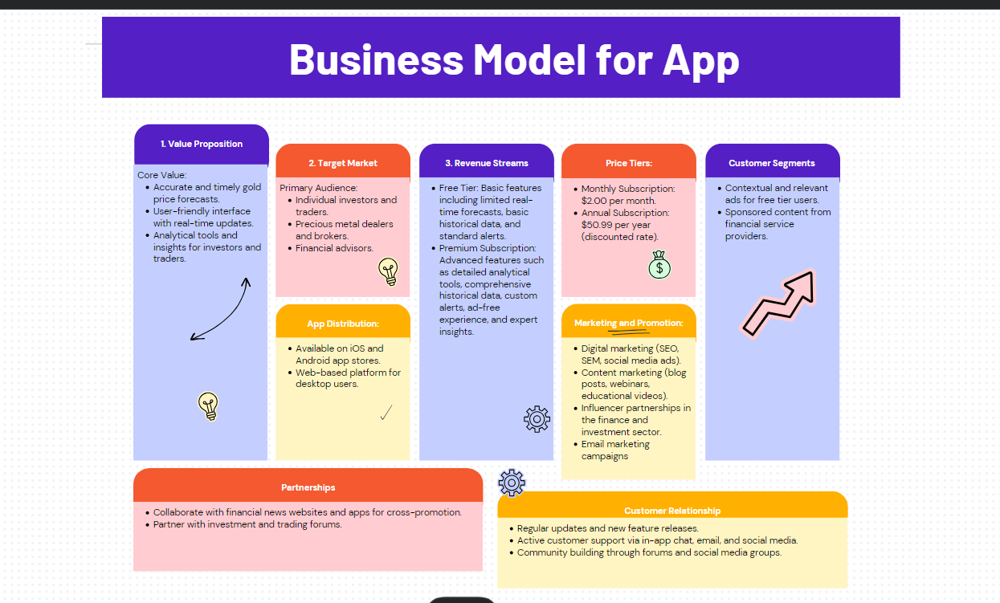 Business Model for App
1. Value Proposition
Core Value:
• Accurate and timely gold
price forecasts.
• User-friendly interface
with real-time updates.
• Analytical tools and
insights for investors and
traders.
2. Target Market
Primary Audience:
• Individual investors and
traders.
• Precious metal dealers
and brokers.
• Financial advisors.
App Distribution:
• Available on iOS and
Android app stores.
• Web-based platform for
desktop users.
3. Revenue Streams
• Free Tier: Basic features
including limited real-
time forecasts, basic
historical data, and
standard alerts.
• Premium Subscription:
Advanced features such
as detailed analytical
tools, comprehensive
historical data, custom
alerts, ad-free
experience, and expert
insights.
Price Tiers:
• Monthly Subscription:
$2.00 per month.
• Annual Subscription:
$50.99 per year
(discounted rate).
$
Marketing and Promotion:
• Digital marketing (SEO,
SEM, social media ads).
• Content marketing (blog
posts, webinars,
educational videos).
• Influencer partnerships in
the finance and
investment sector.
• Email marketing
campaigns
Customer Segments
• Contextual and relevant
ads for free tier users.
• Sponsored content from
financial service
providers.
Partnerships
• Collaborate with financial news websites and apps for cross-promotion.
• Partner with investment and trading forums.
Customer Relationship
• Regular updates and new feature releases.
• Active customer support via in-app chat, email, and social media.
• Community building through forums and social media groups.